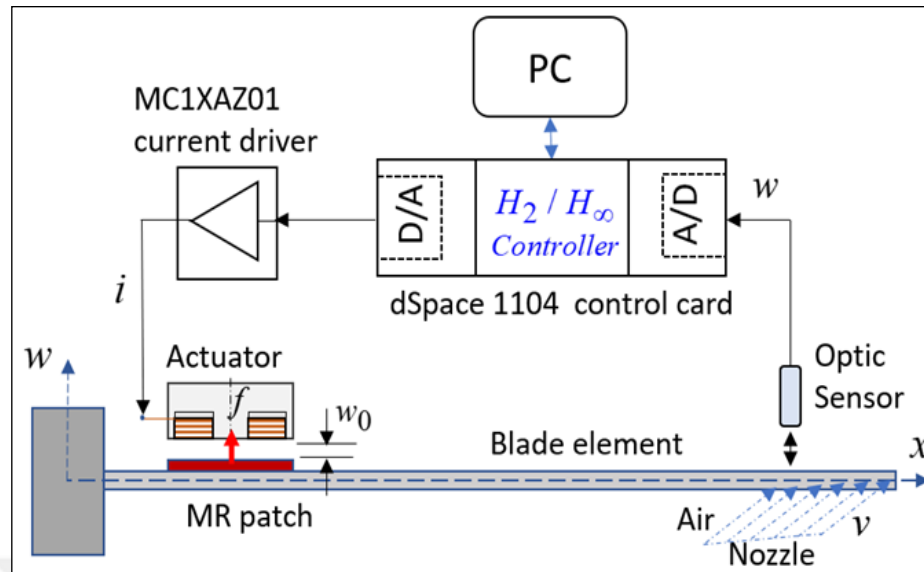 PC
MC1XAZ01
current driver
D/A
H₂ / H∞
Controller
A/D
w
dSpace 1104 control card
i
w
Actuator
f
w₀
Optic
Sensor
Blade element
x
MR patch
Air
v
Nozzle